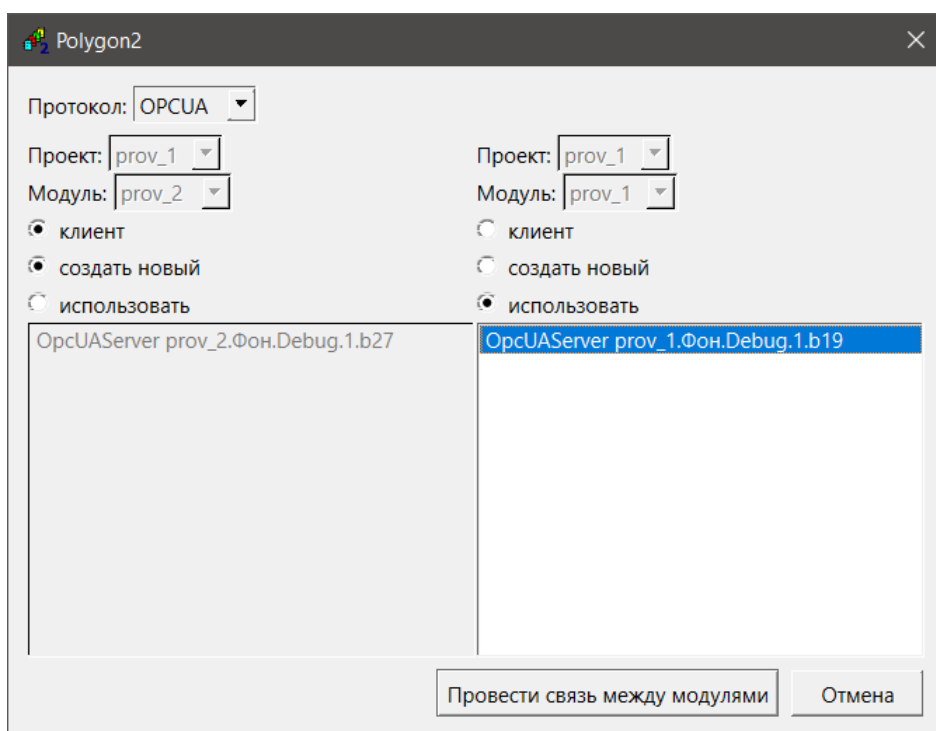 Polygon2
Протокол: OPCUA
Проект: prov_1
Проект: prov_1
Модуль: prov_2
Модуль: prov_1
клиент
клиент
создать новый
создать новый
использовать
использовать
OpcUAServer prov_2.Фон.Debug.1.b27
OpcUAServer prov_1.Фон.Debug.1.b19
Провести связь между модулями
Отмена